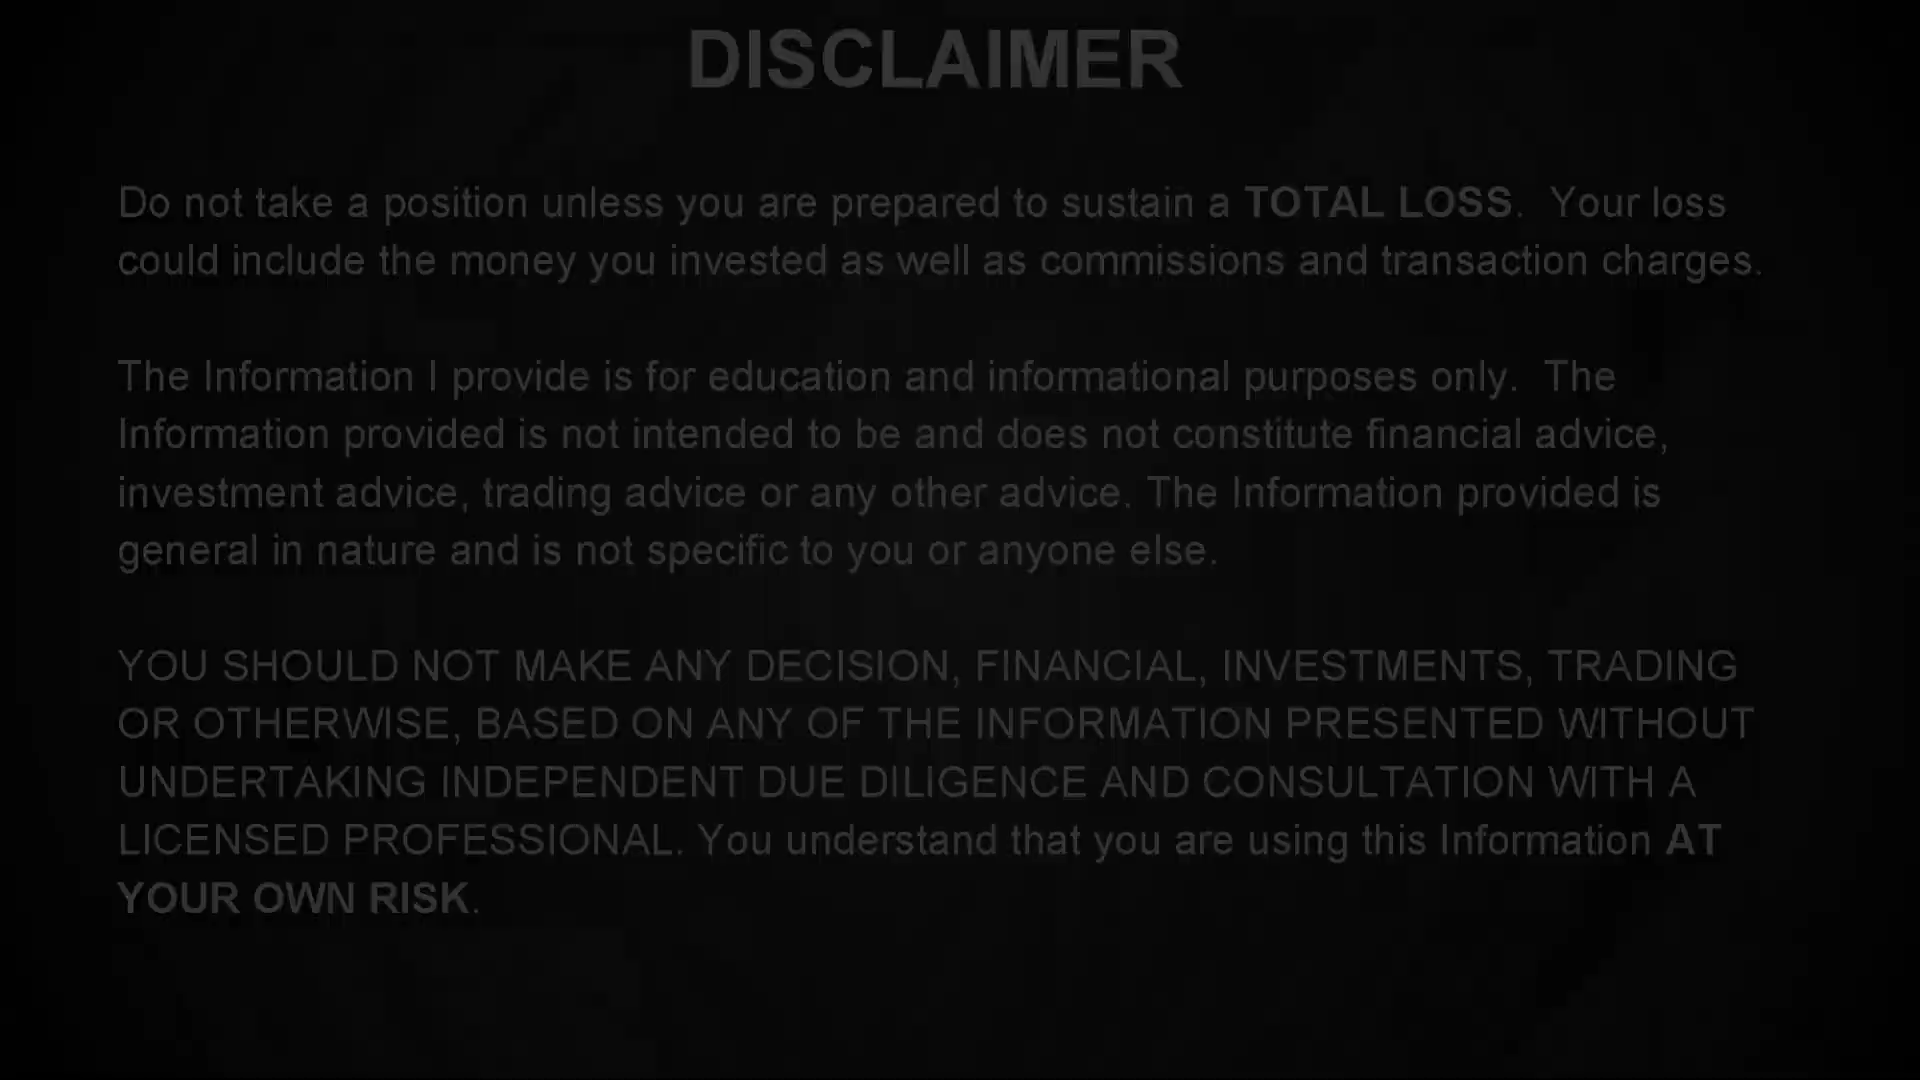 DISCLAIMER
Do not take a position unless you are prepared to sustain a TOTAL LOSS.  Your loss
could include the money you invested as well as commissions and transaction charges.
The Information I provide is for education and informational purposes only.  The
Information provided is not intended to be and does not constitute financial advice,
investment advice, trading advice or any other advice. The Information provided is
general in nature and is not specific to you or anyone else.
YOU SHOULD NOT MAKE ANY DECISION, FINANCIAL, INVESTMENTS, TRADING
OR OTHERWISE, BASED ON ANY OF THE INFORMATION PRESENTED WITHOUT
UNDERTAKING INDEPENDENT DUE DILIGENCE AND CONSULTATION WITH A
LICENSED PROFESSIONAL. You understand that you are using this Information AT
YOUR OWN RISK.